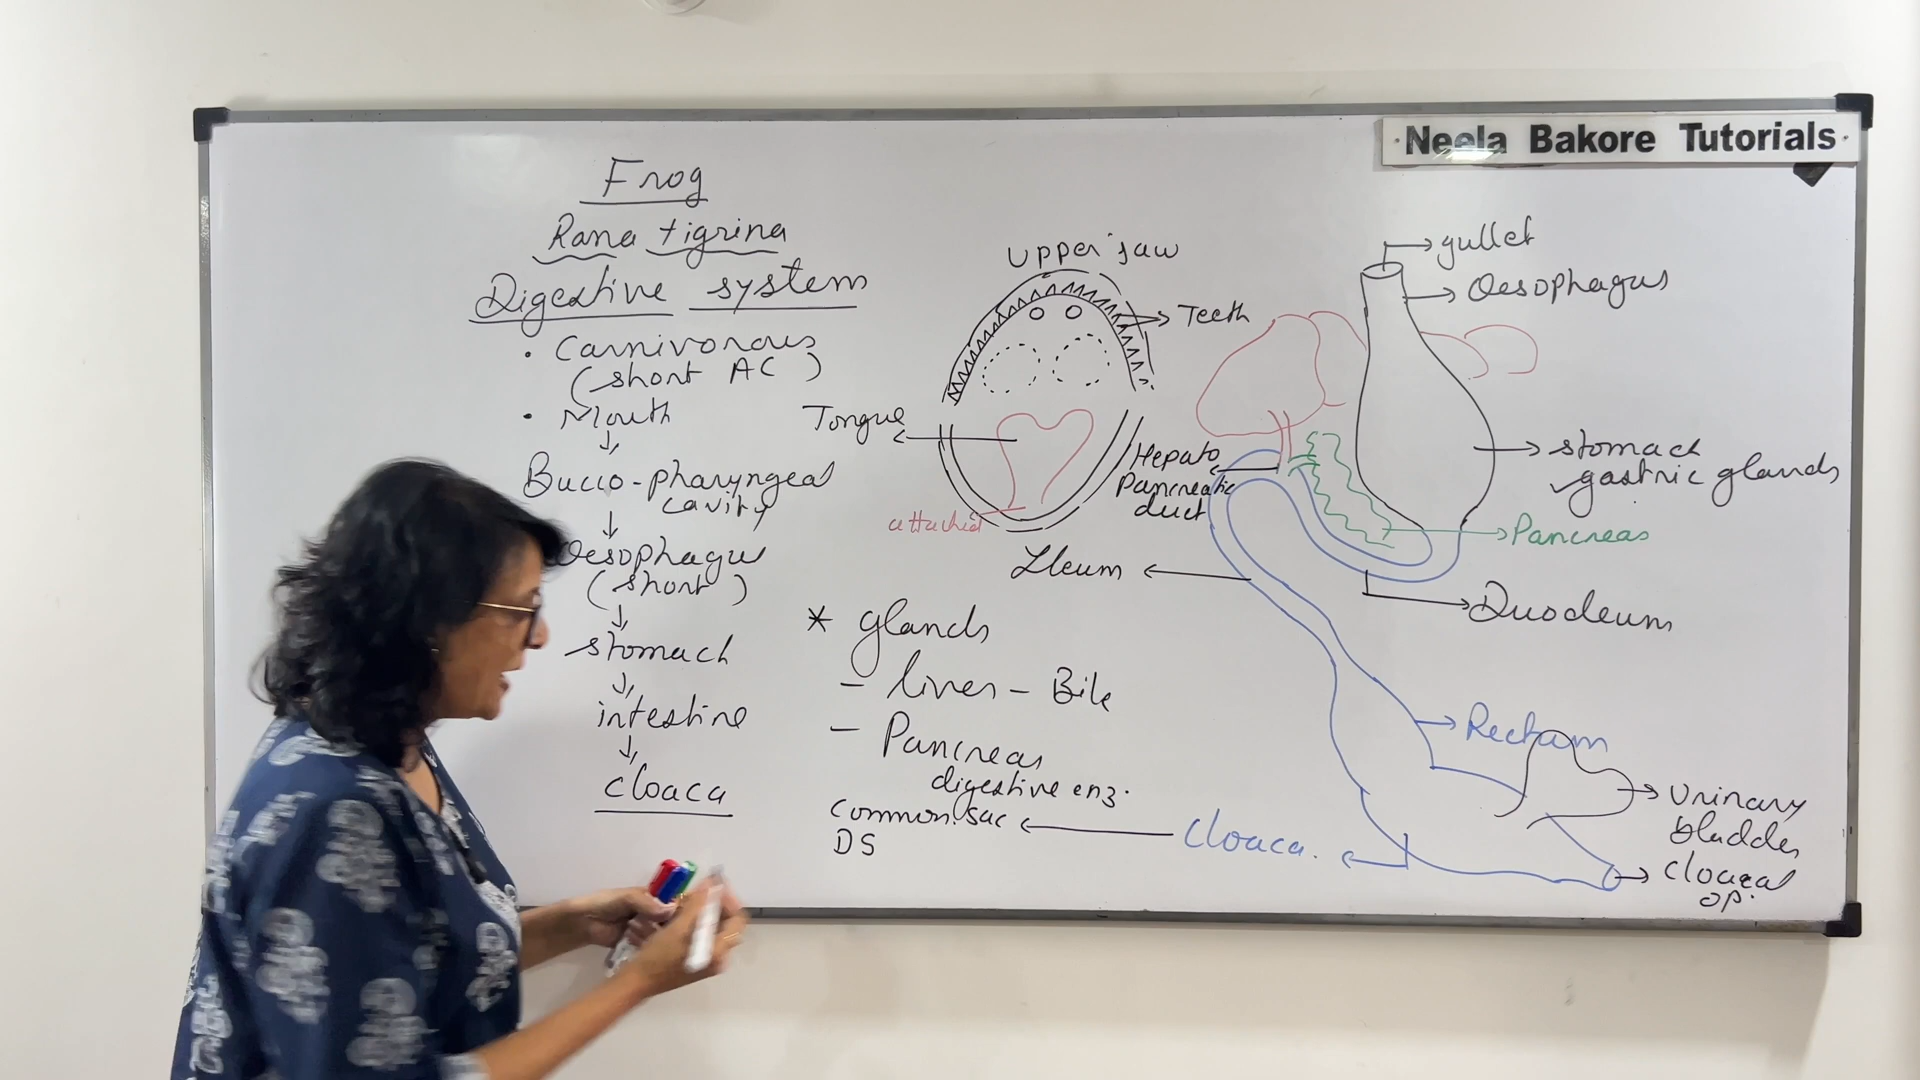 Neela Bakore Tutorials
Frog
Rana tigrina
Digestive system
• Carnivorous
(short AC)
• Mouth
Bucco-pharyngeal
cavity
Oesophagus
(short)
stomach
intestine
cloaca
Upper jaw
Teeth
Tongue
attached
* glands
- liver - Bile
- Pancreas
digestive enz.
Common sac
DS
gullet
Oesophagus
stomach
gastric glands
Hepato
Pancreatic
duct
Pancreas
Ileum
Duodeum
Rectum
Urinary
bladder
Cloaca.
Cloacal
op.